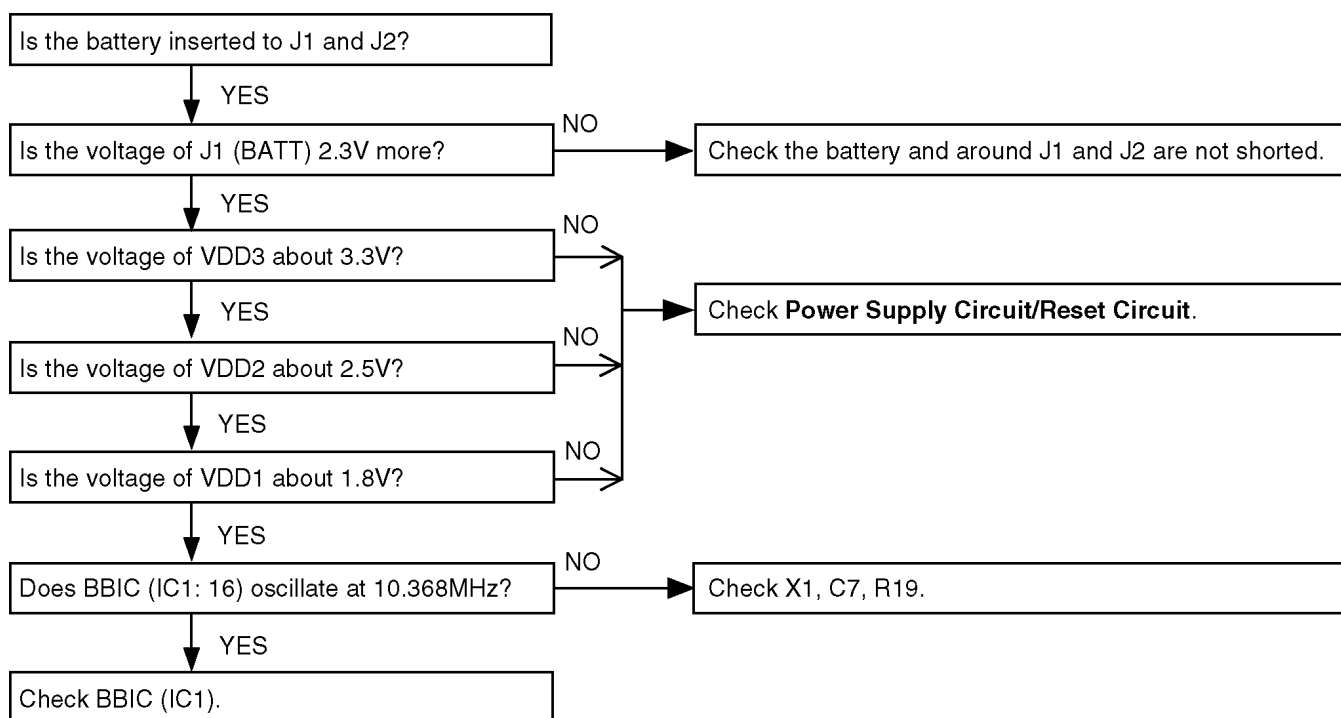 Is the battery inserted to J1 and J2?
YES
Is the voltage of J1 (BATT) 2.3V more?
NO
Check the battery and around J1 and J2 are not shorted.
YES
Is the voltage of VDD3 about 3.3V?
NO
YES
Check Power Supply Circuit/Reset Circuit.
Is the voltage of VDD2 about 2.5V?
NO
YES
Is the voltage of VDD1 about 1.8V?
NO
YES
Does BBIC (IC1: 16) oscillate at 10.368MHz?
NO
Check X1, C7, R19.
YES
Check BBIC (IC1).